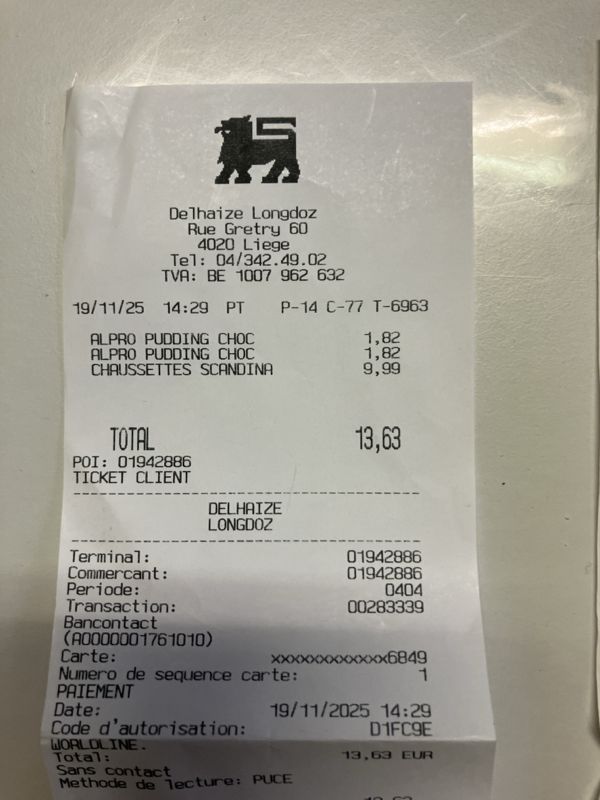 Delhaize Longdoz
Rue Gretry 60
4020 Liege
Tel: 04/342.49.02
TVA: BE 1007 962 632
19/11/25 14:29 PT P-14 C-77 T-6963
ALPRO PUDDING CHOC 1,82
ALPRO PUDDING CHOC 1,82
CHAUSSETTES SCANDINA 9,99
TOTAL 13,63
POI: 01942886
TICKET CLIENT
DELHAIZE
LONGDOZ
Terminal: 01942886
Commercant: 01942886
Periode: 0404
Transaction: 00283339
Bancontact
(A0000001761010)
Carte: xxxxxxxxxxxxx6849
Numero de sequence carte: 1
PAIEMENT
Date: 19/11/2025 14:29
Code d'autorisation: D1FC9E
WORLDLINE.
Total: 13,63 EUR
Sans contact
Methode de lecture: PUCE